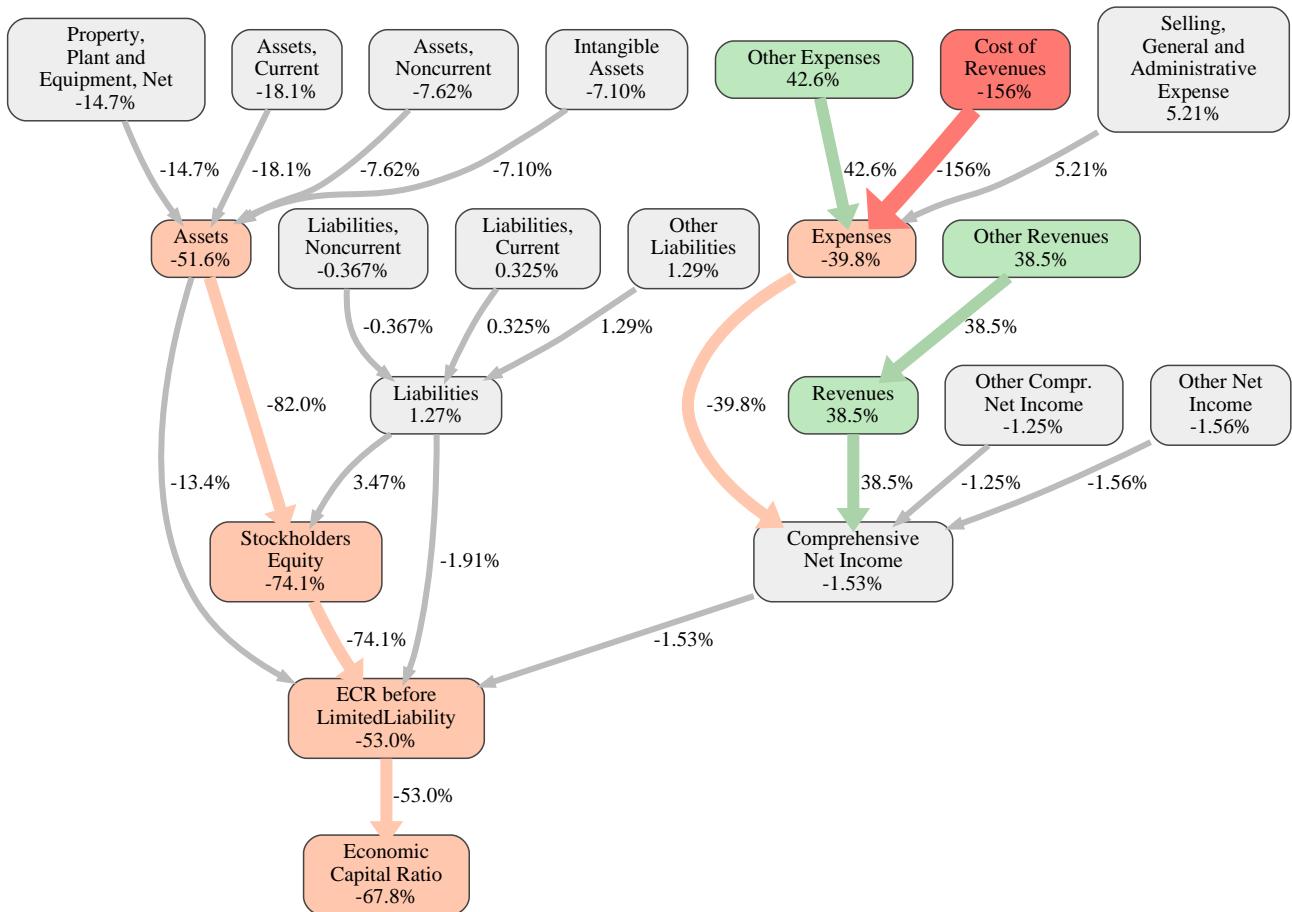 Property,
Plant and
Equipment, Net
-14.7%
Assets,
Current
-18.1%
Assets,
Noncurrent
-7.62%
Intangible
Assets
-7.10%
Other Expenses
42.6%
Cost of
Revenues
-156%
Selling,
General and
Administrative
Expense
5.21%
-14.7%
-18.1%
-7.62%
-7.10%
42.6%
-156%
5.21%
Assets
-51.6%
Liabilities,
Noncurrent
-0.367%
Liabilities,
Current
0.325%
Other
Liabilities
1.29%
Expenses
-39.8%
Other Revenues
38.5%
-0.367%
0.325%
1.29%
38.5%
-82.0%
Liabilities
1.27%
-39.8%
Revenues
38.5%
Other Compr.
Net Income
-1.25%
Other Net
Income
-1.56%
-13.4%
3.47%
38.5%
-1.25%
-1.56%
Stockholders
Equity
-74.1%
-1.91%
Comprehensive
Net Income
-1.53%
-74.1%
-1.53%
ECR before
LimitedLiability
-53.0%
-53.0%
Economic
Capital Ratio
-67.8%